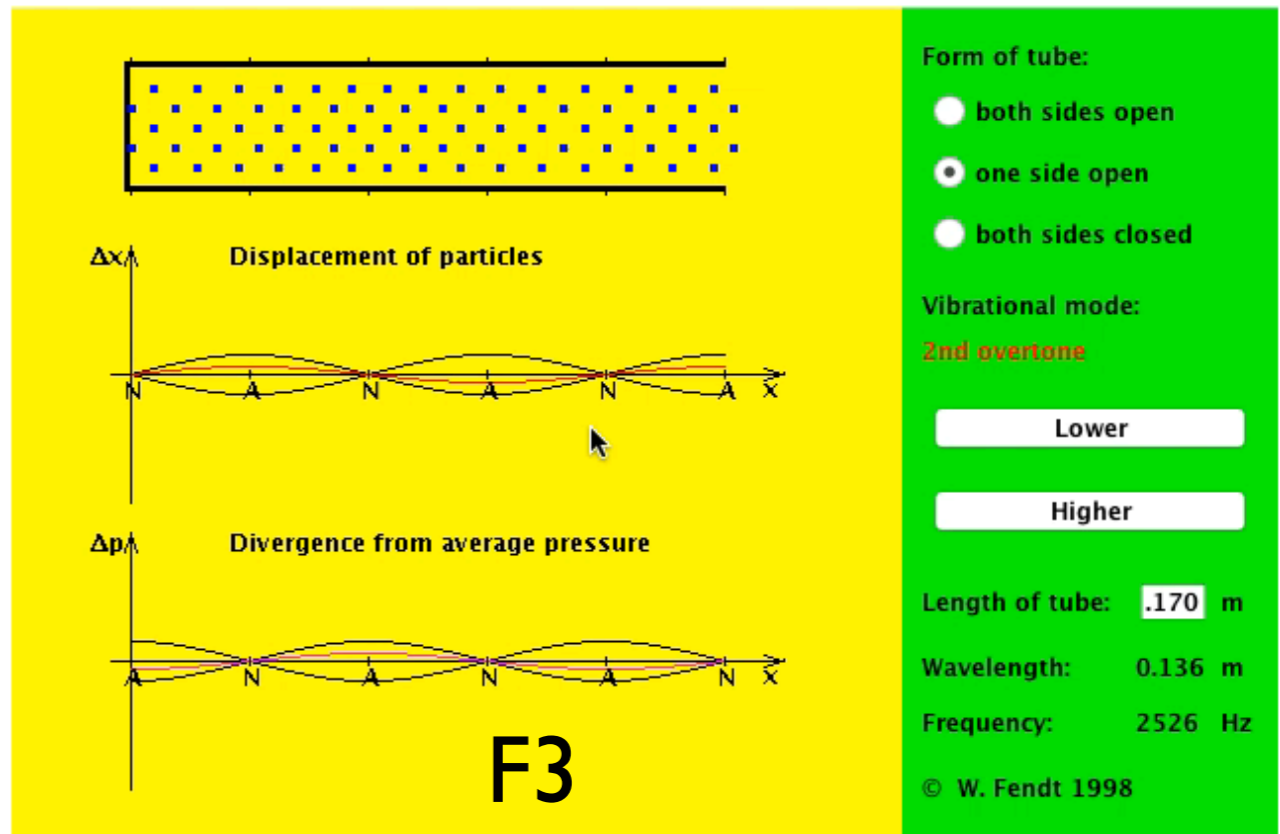 Δx
Displacement of particles
N A N A N A x
Δp
Divergence from average pressure
A N A N A N x
F3
Form of tube:
both sides open
one side open
both sides closed
Vibrational mode:
2nd overtone
Lower
Higher
Length of tube: .170 m
Wavelength: 0.136 m
Frequency: 2526 Hz
© W. Fendt 1998